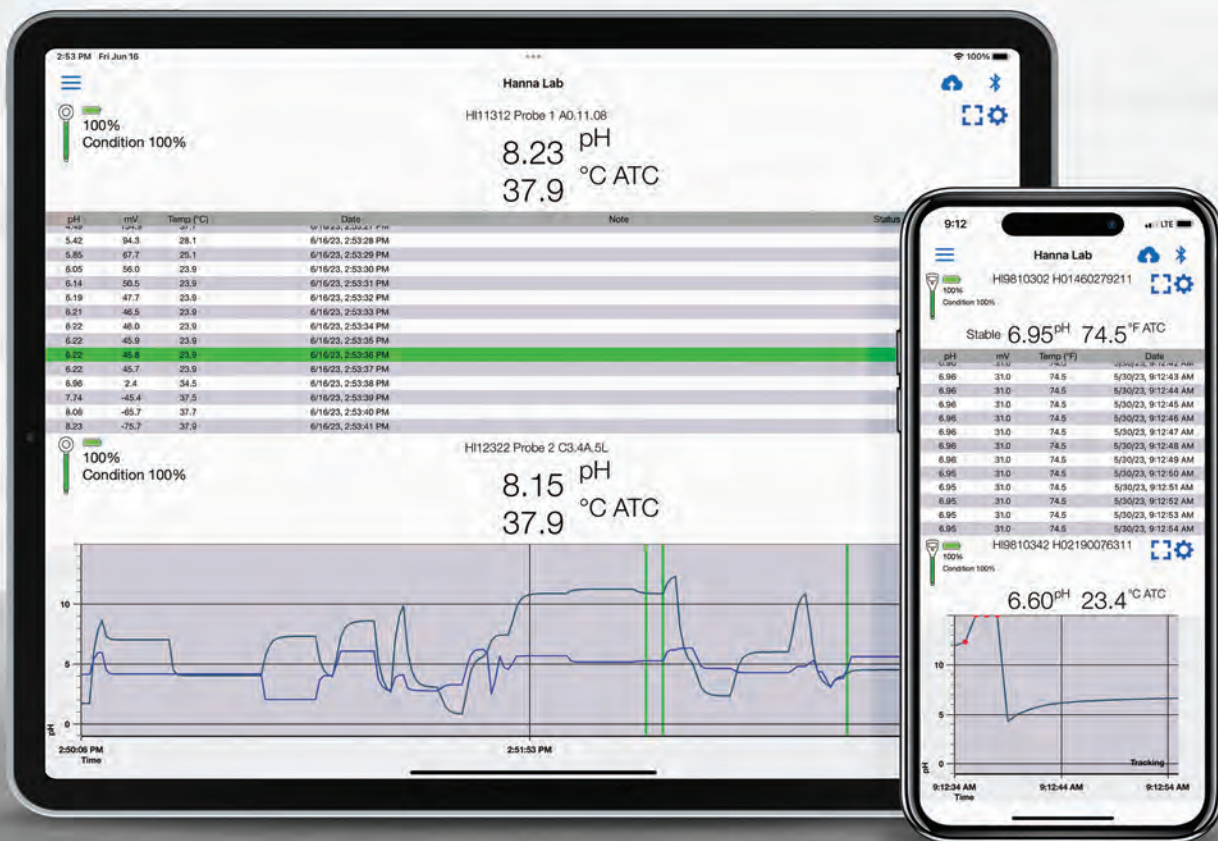 2:53 PM Fri Jun 16
100%
Hanna Lab
HI11312 Probe 1 A0.11.08
100%
Condition 100%
8.23 pH
37.9 °C ATC
pH mV Temp (°C) Date Note Status
5.42 94.3 28.1 6/16/23, 2:53:28 PM
5.85 67.7 25.1 6/16/23, 2:53:29 PM
6.05 56.0 23.9 6/16/23, 2:53:30 PM
6.14 50.5 23.9 6/16/23, 2:53:31 PM
6.19 47.7 23.9 6/16/23, 2:53:32 PM
6.21 46.5 23.9 6/16/23, 2:53:33 PM
6.22 46.0 23.9 6/16/23, 2:53:34 PM
6.22 45.9 23.9 6/16/23, 2:53:35 PM
6.22 45.8 23.9 6/16/23, 2:53:36 PM
6.22 45.7 23.9 6/16/23, 2:53:37 PM
6.96 2.4 34.5 6/16/23, 2:53:38 PM
7.74 -45.4 37.5 6/16/23, 2:53:39 PM
8.06 -65.7 37.7 6/16/23, 2:53:40 PM
8.23 -75.7 37.9 6/16/23, 2:53:41 PM
HI12322 Probe 2 C3.4A.5L
100%
Condition 100%
8.15 pH
37.9 °C ATC
10
5
0
pH
2:50:06 PM 2:51:53 PM
Time
9:12 LTE
Hanna Lab
HI9810302 H01460279211
100%
Condition 100%
Stable 6.95 pH 74.5 °F ATC
pH mV Temp (°F) Date
6.96 31.0 74.5 5/30/23, 9:12:43 AM
6.96 31.0 74.5 5/30/23, 9:12:44 AM
6.96 31.0 74.5 5/30/23, 9:12:45 AM
6.96 31.0 74.5 5/30/23, 9:12:46 AM
6.96 31.0 74.5 5/30/23, 9:12:47 AM
6.96 31.0 74.5 5/30/23, 9:12:48 AM
6.96 31.0 74.5 5/30/23, 9:12:49 AM
6.95 31.0 74.5 5/30/23, 9:12:50 AM
6.95 31.0 74.5 5/30/23, 9:12:51 AM
6.95 31.0 74.5 5/30/23, 9:12:52 AM
6.95 31.0 74.5 5/30/23, 9:12:53 AM
6.95 31.0 74.5 5/30/23, 9:12:54 AM
HI9810342 H02190076311
100%
Condition 100%
6.60 pH 23.4 °C ATC
10
5
0
pH
Tracking
9:12:34 AM 9:12:44 AM 9:12:54 AM
Time